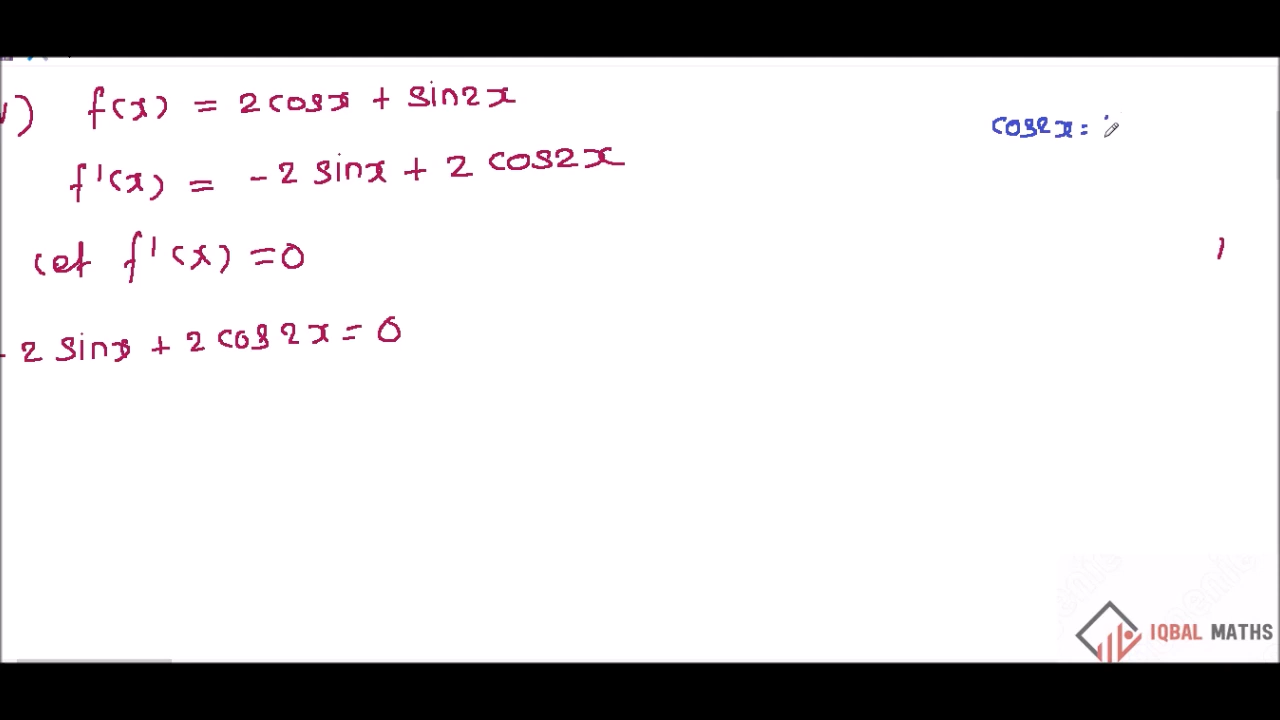 v) f(x) = 2cosx + sin2x
cos2x =
f'(x) = -2 sinx + 2 cos2x
let f'(x) = 0
- 2 sinx + 2 cos2x = 0
IQBAL MATHS